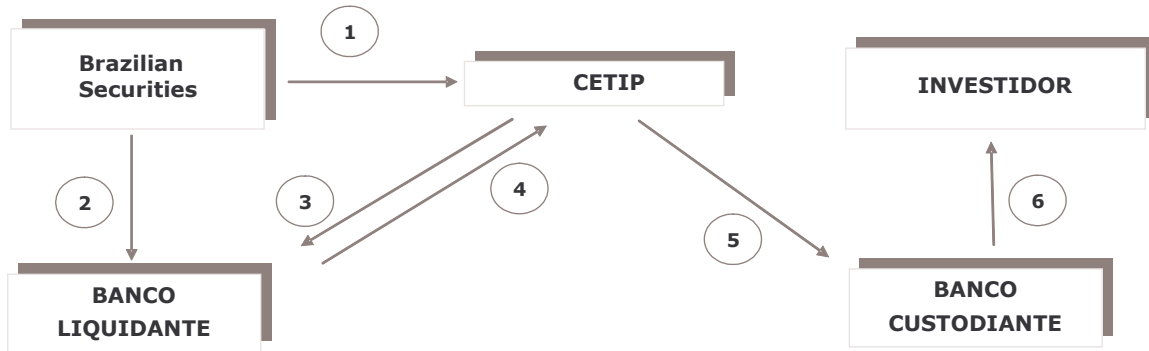 1
Brazilian
Securities
CETIP
INVESTIDOR
2
3
4
5
6
BANCO
LIQUIDANTE
BANCO
CUSTODIANTE